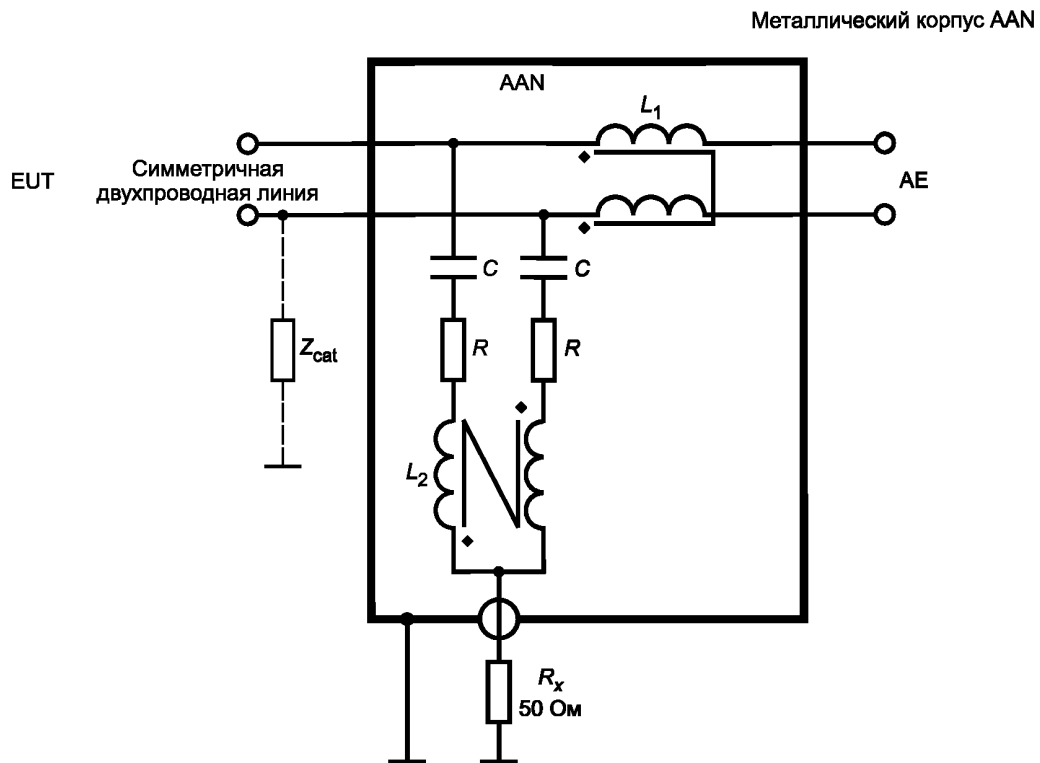 Металлический корпус AAN
AAN
L1
EUT
Симметричная
двухпроводная линия
AE
C
C
Zcat
R
R
L2
Rx
50 Ом